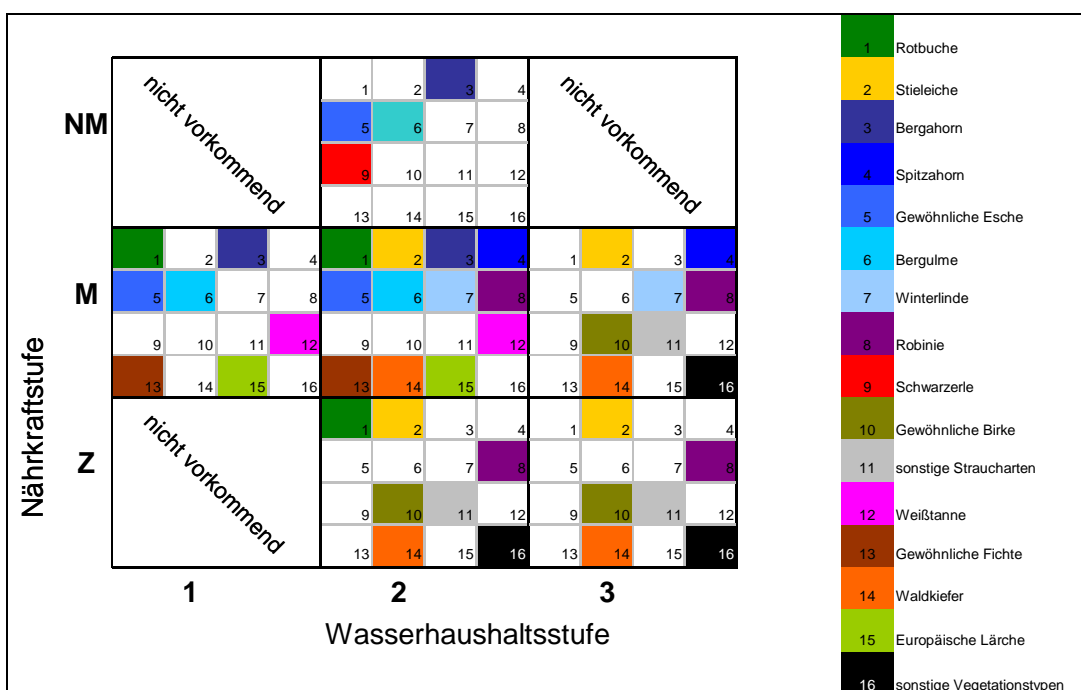 nicht vorkommend
1 2 3 4
nicht vorkommend
NM
5 6 7 8
9 10 11 12
13 14 15 16
1 2 3 4 1 2 3 4 1 2 3 4
M
5 6 7 8 5 6 7 8 5 6 7 8
9 10 11 12 9 10 11 12 9 10 11 12
13 14 15 16 13 14 15 16 13 14 15 16
nicht vorkommend
1 2 3 4 1 2 3 4
Z
5 6 7 8 5 6 7 8
9 10 11 12 9 10 11 12
13 14 15 16 13 14 15 16
1 2 3
Nährkraftstufe
Wasserhaushaltsstufe
1 Rotbuche
2 Stieleiche
3 Bergahorn
4 Spitzahorn
5 Gewöhnliche Esche
6 Bergulme
7 Winterlinde
8 Robinie
9 Schwarzerle
10 Gewöhnliche Birke
11 sonstige Straucharten
12 Weißtanne
13 Gewöhnliche Fichte
14 Waldkiefer
15 Europäische Lärche
16 sonstige Vegetationstypen